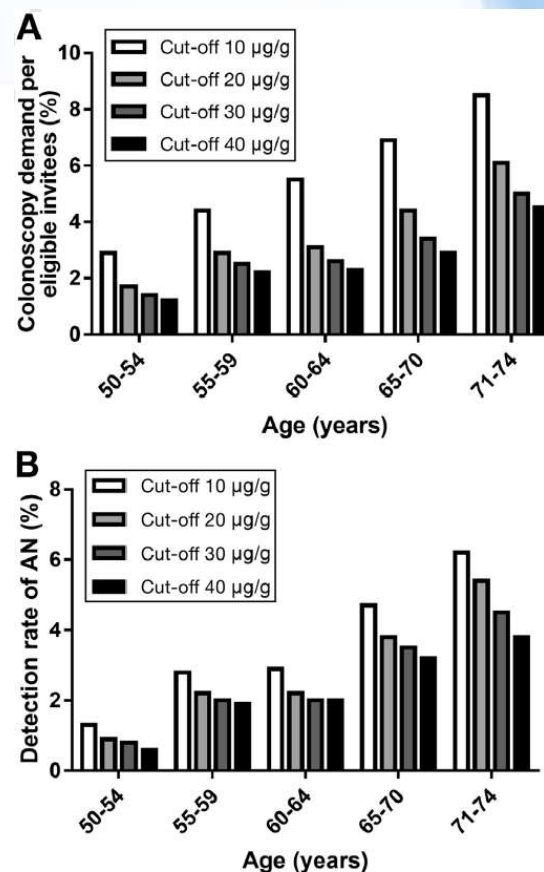 A
Colonoscopy demand per
eligible invitees (%)
Cut-off 10 µg/g
Cut-off 20 µg/g
Cut-off 30 µg/g
Cut-off 40 µg/g
10
8
6
4
2
0
50-54
55-59
60-64
65-70
71-74
Age (years)
B
Detection rate of AN (%)
Cut-off 10 µg/g
Cut-off 20 µg/g
Cut-off 30 µg/g
Cut-off 40 µg/g
8
6
4
2
0
50-54
55-59
60-64
65-70
71-74
Age (years)